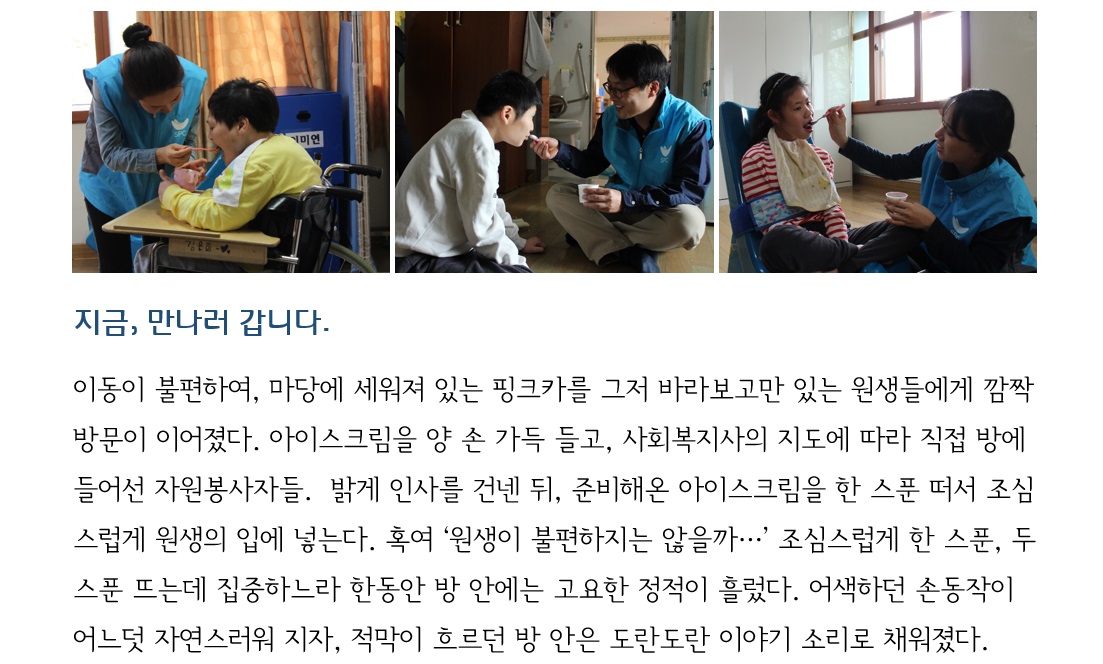 이미연
지금, 만나러 갑니다.
이동이 불편하여, 마당에 세워져 있는 핑크카를 그저 바라보고만 있는 원생들에게 깜짝
방문이 이어졌다. 아이스크림을 양 손 가득 들고, 사회복지사의 지도에 따라 직접 방에
들어선 자원봉사자들.  밝게 인사를 건넨 뒤, 준비해온 아이스크림을 한 스푼 떠서 조심
스럽게 원생의 입에 넣는다. 혹여 ‘원생이 불편하지는 않을까…’ 조심스럽게 한 스푼, 두
스푼 뜨는데 집중하느라 한동안 방 안에는 고요한 정적이 흘렀다. 어색하던 손동작이
어느덧 자연스러워 지자, 적막이 흐르던 방 안은 도란도란 이야기 소리로 채워졌다.